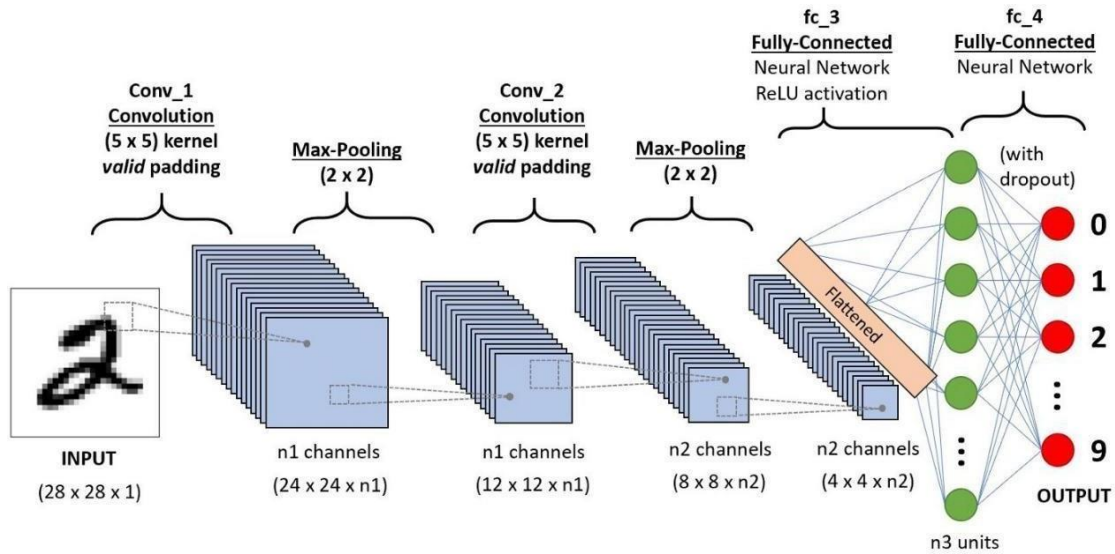 Conv_1
Convolution
(5 x 5) kernel
valid padding
Max-Pooling
(2 x 2)
Conv_2
Convolution
(5 x 5) kernel
valid padding
Max-Pooling
(2 x 2)
fc_3
Fully-Connected
Neural Network
ReLU activation
fc_4
Fully-Connected
Neural Network
(with
dropout)
Flattened
0
1
2
9
OUTPUT
2
INPUT
(28 x 28 x 1)
n1 channels
(24 x 24 x n1)
n1 channels
(12 x 12 x n1)
n2 channels
(8 x 8 x n2)
n2 channels
(4 x 4 x n2)
n3 units